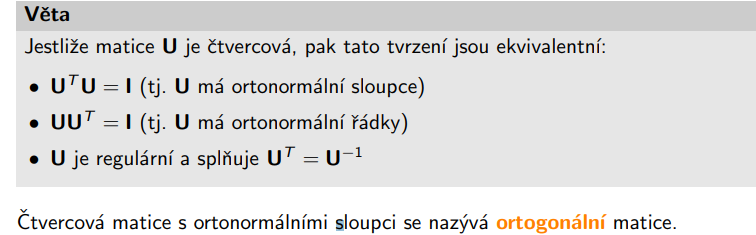 Věta
Jestliže matice U je čtvercová, pak tato tvrzení jsou ekvivalentní:
• UᵀU = I (tj. U má ortonormální sloupce)
• UUᵀ = I (tj. U má ortonormální řádky)
• U je regulární a splňuje Uᵀ = U⁻¹
Čtvercová matice s ortonormálními sloupci se nazývá ortogonální matice.